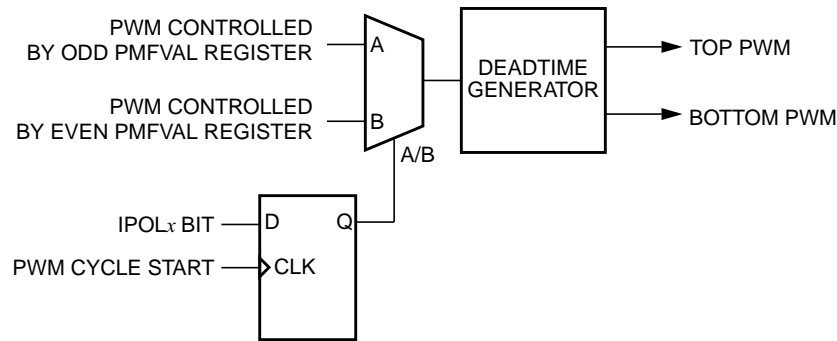 PWM CONTROLLED
BY ODD PMFVAL REGISTER
A
DEADTIME
GENERATOR
TOP PWM
PWM CONTROLLED
BY EVEN PMFVAL REGISTER
B
BOTTOM PWM
A/B
IPOLx BIT
D
Q
PWM CYCLE START
CLK